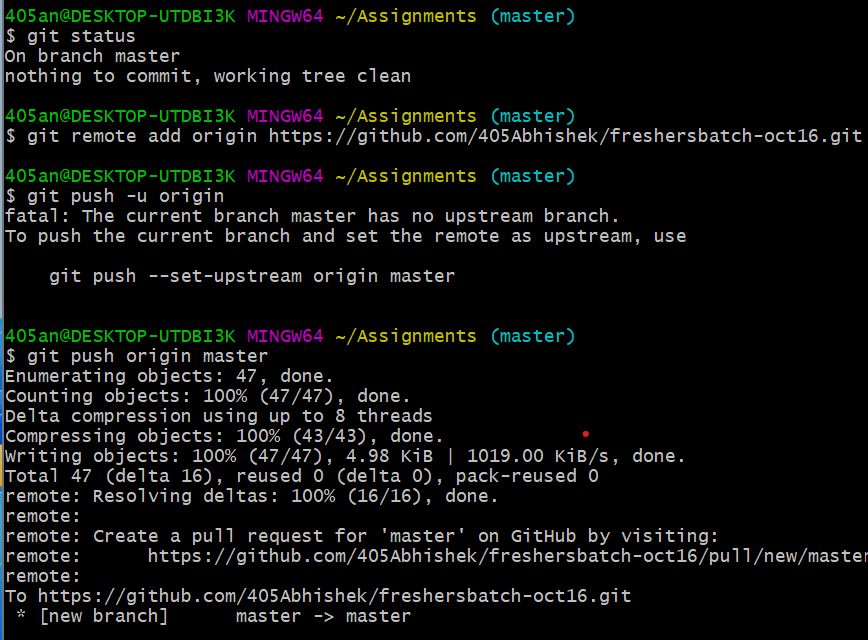 405an@DESKTOP-UTDBI3K MINGW64 ~/Assignments (master)
$ git status
On branch master
nothing to commit, working tree clean

405an@DESKTOP-UTDBI3K MINGW64 ~/Assignments (master)
$ git remote add origin https://github.com/405Abhishek/freshersbatch-oct16.git

405an@DESKTOP-UTDBI3K MINGW64 ~/Assignments (master)
$ git push -u origin
fatal: The current branch master has no upstream branch.
To push the current branch and set the remote as upstream, use

    git push --set-upstream origin master


405an@DESKTOP-UTDBI3K MINGW64 ~/Assignments (master)
$ git push origin master
Enumerating objects: 47, done.
Counting objects: 100% (47/47), done.
Delta compression using up to 8 threads
Compressing objects: 100% (43/43), done.
Writing objects: 100% (47/47), 4.98 KiB | 1019.00 KiB/s, done.
Total 47 (delta 16), reused 0 (delta 0), pack-reused 0
remote: Resolving deltas: 100% (16/16), done.
remote:
remote: Create a pull request for 'master' on GitHub by visiting:
remote:      https://github.com/405Abhishek/freshersbatch-oct16/pull/new/master
remote:
To https://github.com/405Abhishek/freshersbatch-oct16.git
 * [new branch]      master -> master